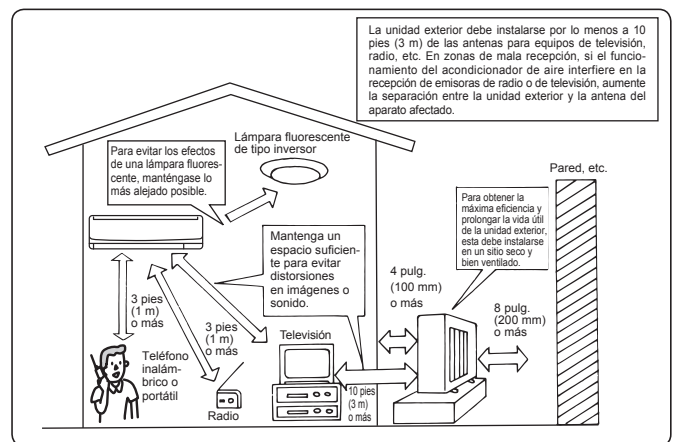 La unidad exterior debe instalarse por lo menos a 10
pies (3 m) de las antenas para equipos de televisión,
radio, etc. En zonas de mala recepción, si el funcio-
namiento del acondicionador de aire interfiere en la
recepción de emisoras de radio o de televisión, aumente
la separación entre la unidad exterior y la antena del
aparato afectado.
Lámpara fluorescente
de tipo inversor
Para evitar los efectos
de una lámpara fluores-
cente, manténgase lo
más alejado posible.
Pared, etc.
Para obtener la
máxima eficiencia y
prolongar la vida útil
de la unidad exterior,
esta debe instalarse
en un sitio seco y
bien ventilado.
Mantenga un
espacio suficien-
te para evitar
distorsiones
en imágenes o
sonido.
4 pulg.
(100 mm)
o más
8 pulg.
(200 mm)
o más
3 pies
(1 m)
o más
3 pies
(1 m)
o más
Televisión
Teléfono
inalám-
brico o
portátil
Radio
10 pies
(3 m)
o más